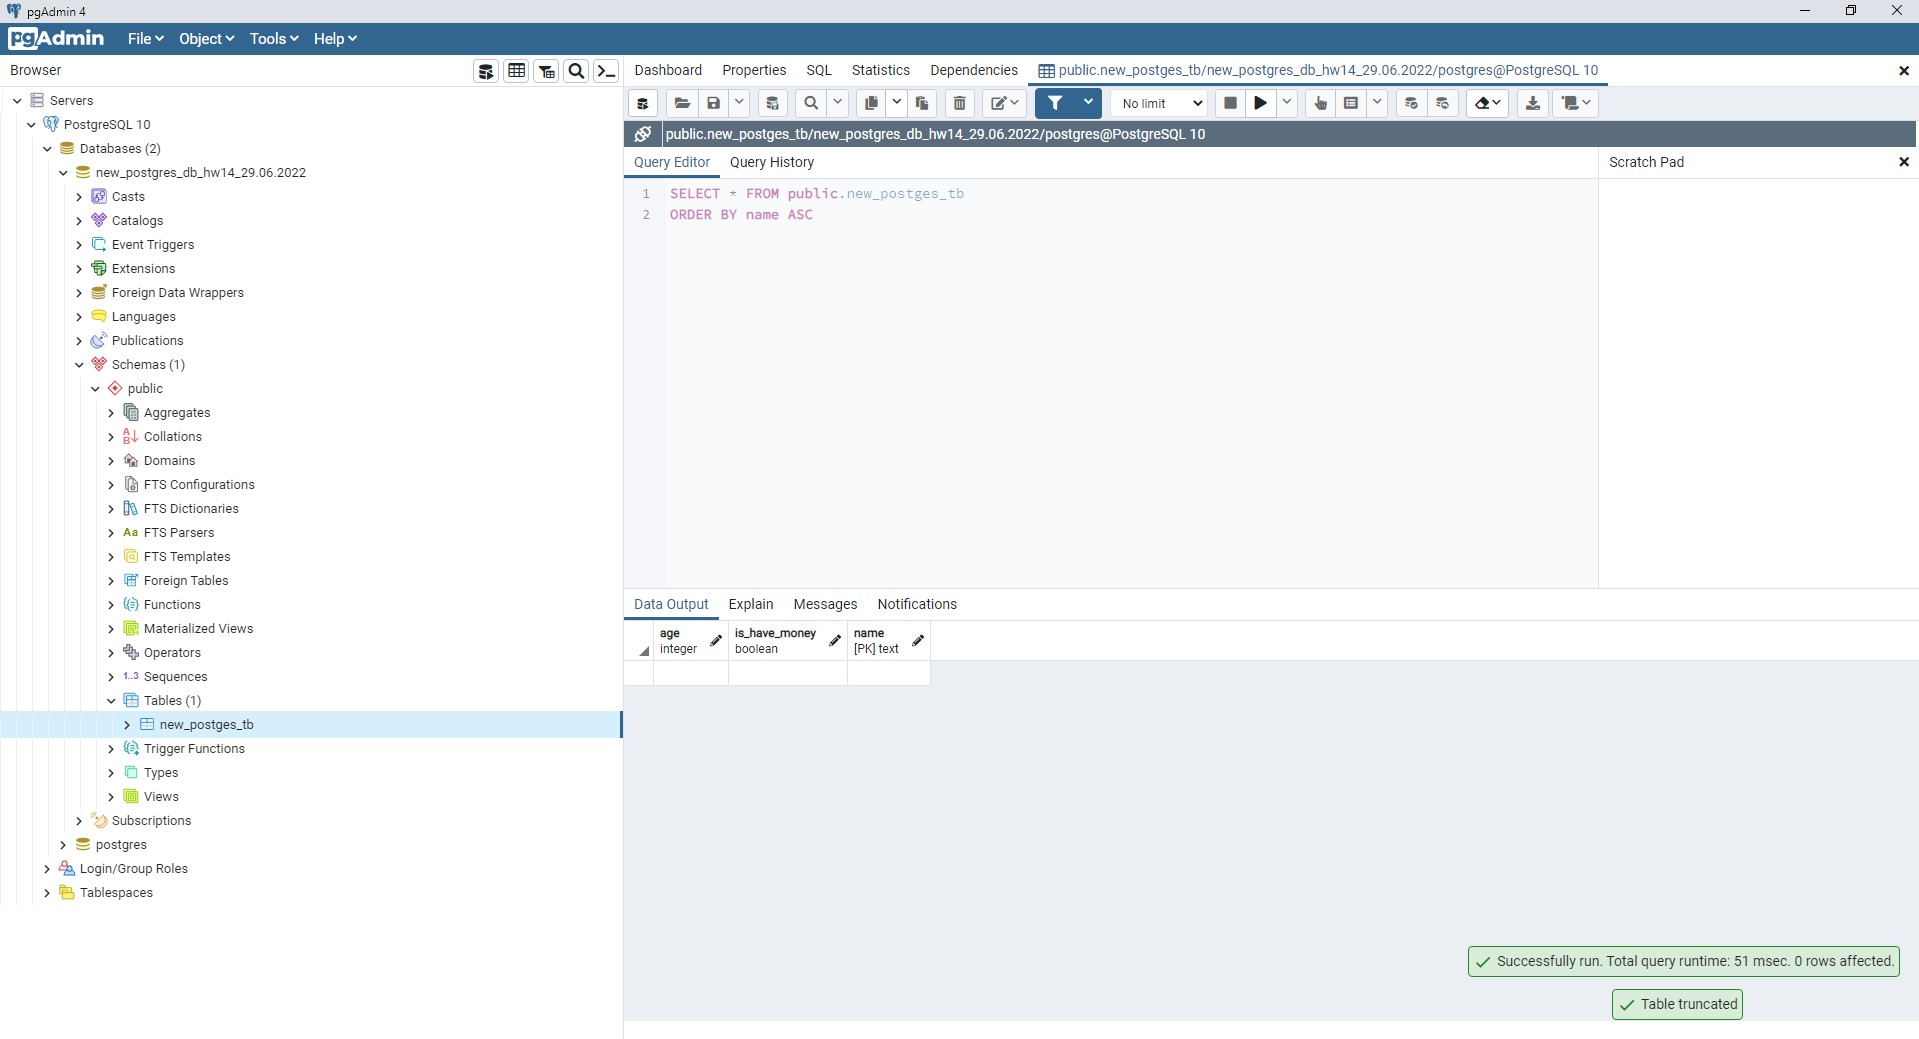 pgAdmin 4
pgAdmin File Object Tools Help
Browser
Servers
PostgreSQL 10
Databases (2)
new_postgres_db_hw14_29.06.2022
Casts
Catalogs
Event Triggers
Extensions
Foreign Data Wrappers
Languages
Publications
Schemas (1)
public
Aggregates
Collations
Domains
FTS Configurations
FTS Dictionaries
Aa FTS Parsers
FTS Templates
Foreign Tables
Functions
Materialized Views
Operators
1..3 Sequences
Tables (1)
new_postges_tb
Trigger Functions
Types
Views
Subscriptions
postgres
Login/Group Roles
Tablespaces
Dashboard Properties SQL Statistics Dependencies public.new_postges_tb/new_postgres_db_hw14_29.06.2022/postgres@PostgreSQL 10
No limit
public.new_postges_tb/new_postgres_db_hw14_29.06.2022/postgres@PostgreSQL 10
Query Editor Query History
Scratch Pad
1 SELECT * FROM public.new_postges_tb
2 ORDER BY name ASC
Data Output Explain Messages Notifications
age is_have_money name
integer boolean [PK] text
Successfully run. Total query runtime: 51 msec. 0 rows affected.
Table truncated